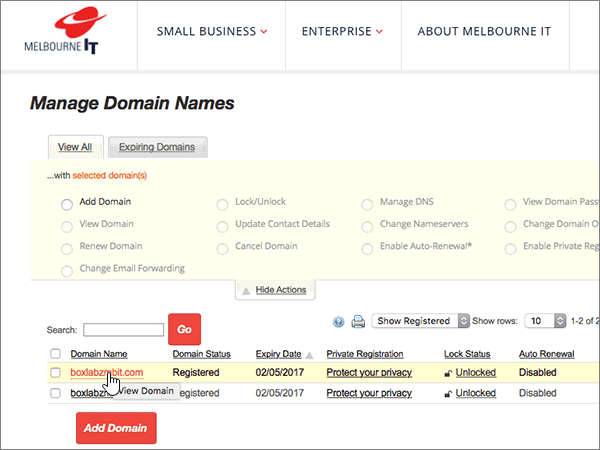 MELBOURNE IT
SMALL BUSINESS ENTERPRISE ABOUT MELBOURNE IT
Manage Domain Names
View All Expiring Domains
...with selected domain(s)
Add Domain Lock/Unlock Manage DNS View Domain Pass
View Domain Update Contact Details Change Nameservers Change Domain O
Renew Domain Cancel Domain Enable Auto-Renewal* Enable Private Reg
Change Email Forwarding
Hide Actions
Search: Go Show Registered Show rows: 10 1-2 of 2
Domain Name Domain Status Expiry Date Private Registration Lock Status Auto Renewal
Registered 02/05/2017 Protect your privacy Unlocked Disabled
View Domain 02/05/2017 Protect your privacy Unlocked Disabled
Add Domain